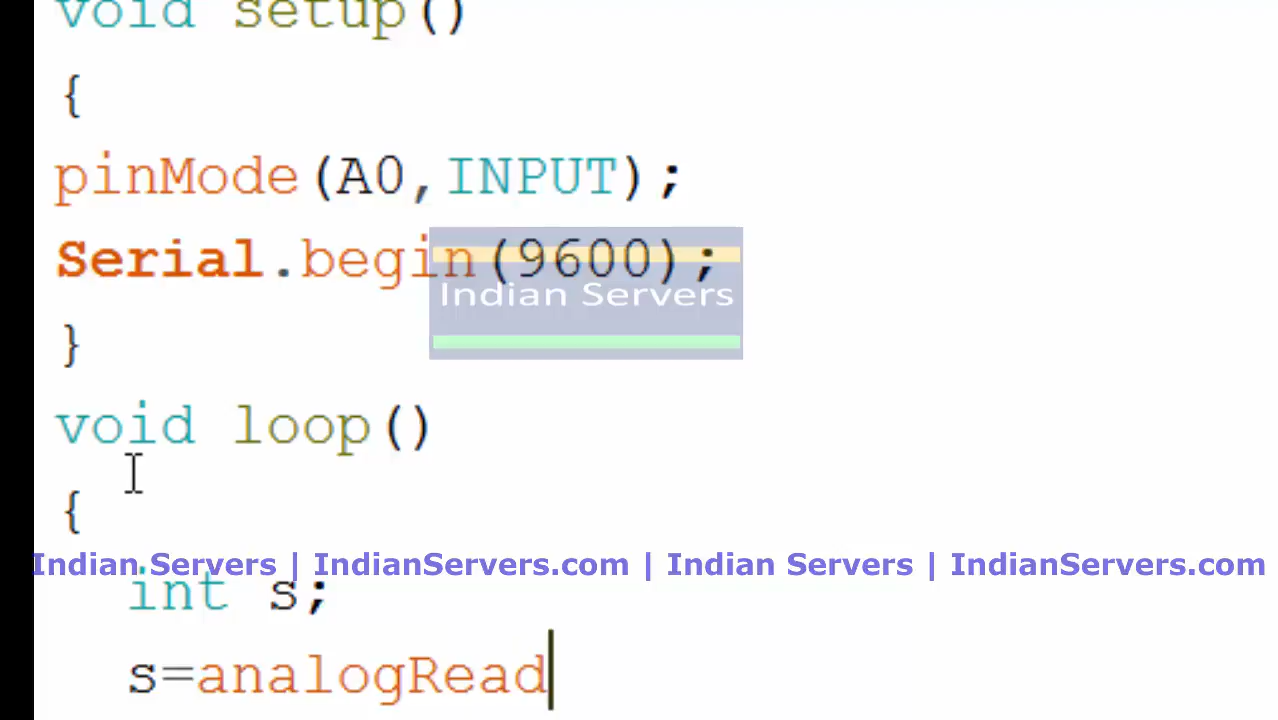 void setup()
{
pinMode(A0,INPUT);
Serial.begin(9600);
Indian Servers
}
void loop()
{
Indian Servers | IndianServers.com | Indian Servers | IndianServers.com
int s;
s=analogRead